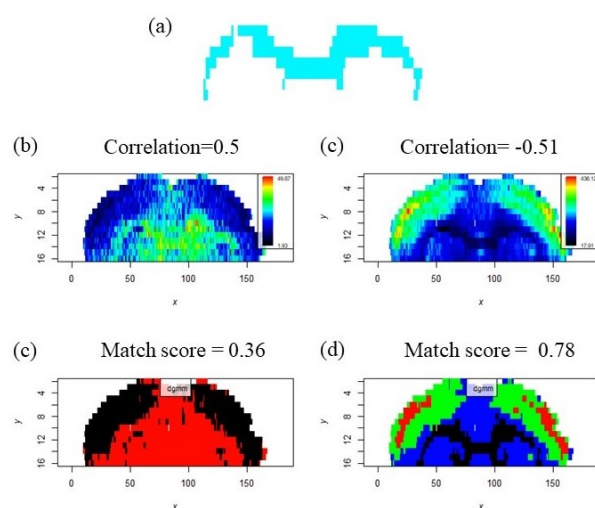 (a)
(b) Correlation=0.5
(c) Correlation= -0.51
49.67
1.93
436.12
17.91
y
4
8
12
16
0 50 100 150
x
y
4
8
12
16
0 50 100 150
x
(c) Match score = 0.36
(d) Match score = 0.78
dgmm
dgmm
y
4
8
12
16
0 50 100 150
x
y
4
8
12
16
0 50 100 150
x